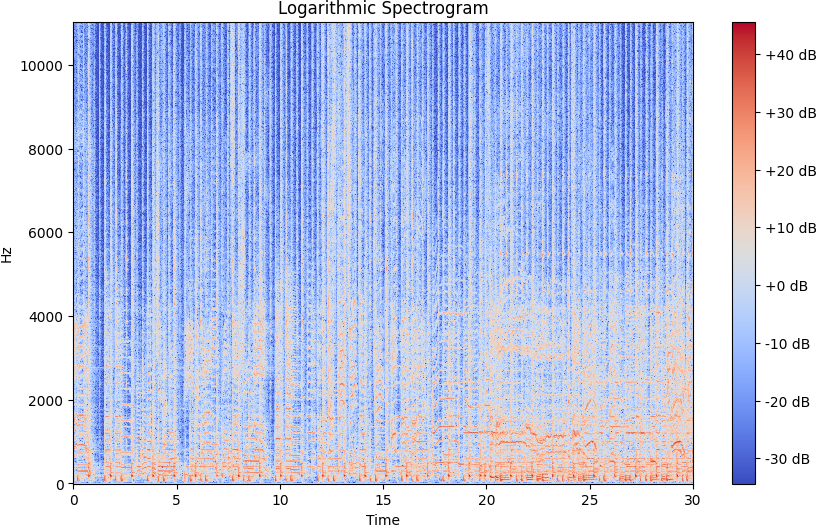 Logarithmic Spectrogram
10000
8000
6000
4000
2000
0
Hz
0 5 10 15 20 25 30
Time
+40 dB
+30 dB
+20 dB
+10 dB
+0 dB
-10 dB
-20 dB
-30 dB